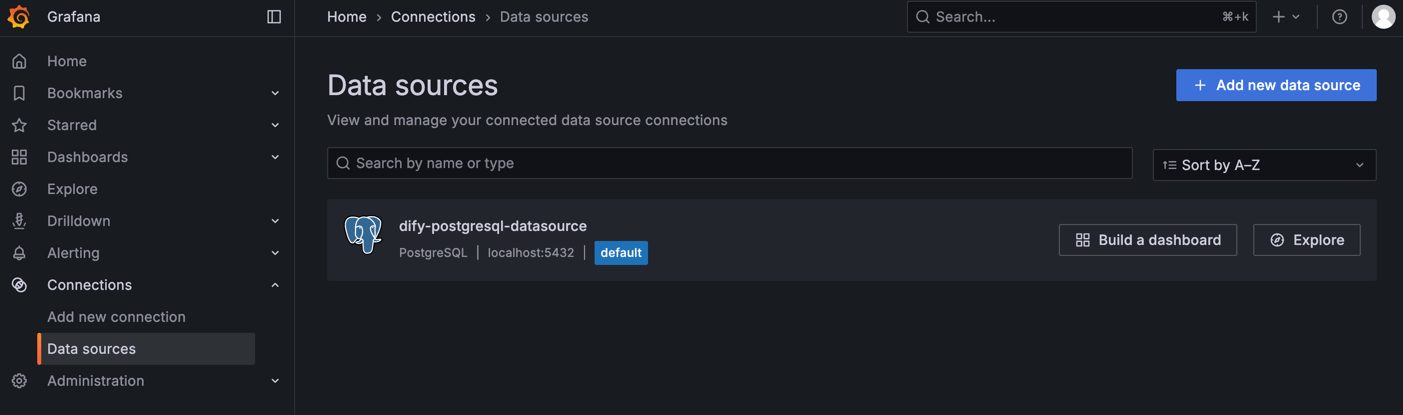 Grafana
Home › Connections › Data sources
Search... ⌘+k
Home
Bookmarks
Starred
Dashboards
Explore
Drilldown
Alerting
Connections
Add new connection
Data sources
Administration
Data sources
+ Add new data source
View and manage your connected data source connections
Search by name or type
Sort by A–Z
dify-postgresql-datasource
PostgreSQL | localhost:5432 | default
Build a dashboard
Explore